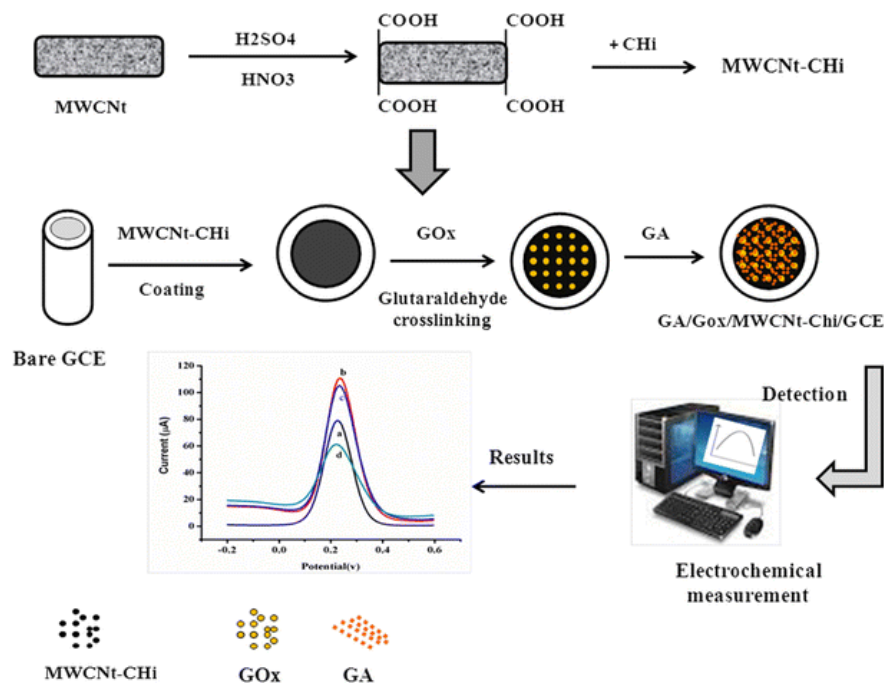 COOH COOH
H2SO4
HNO3
+ CHi
MWCNt-CHi
MWCNt
COOH COOH
MWCNt-CHi
Coating
GOx
Glutaraldehyde
crosslinking
GA
GA/Gox/MWCNt-Chi/GCE
Bare GCE
120
100
80
60
40
20
0
Current (µA)
b
c
a
d
-0.2 0.0 0.2 0.4 0.6
Potential(v)
Results
Detection
Electrochemical
measurement
MWCNt-CHi
GOx
GA